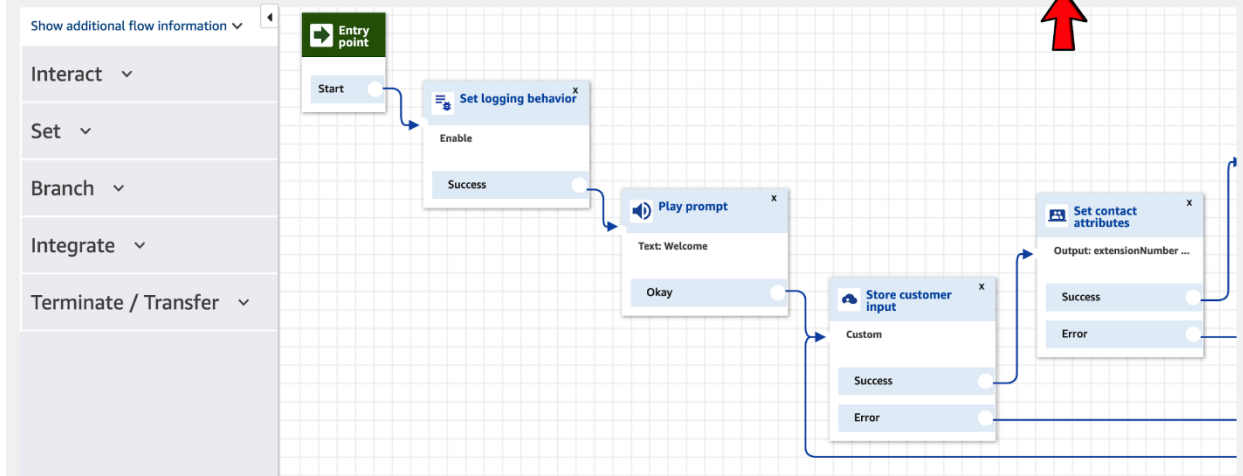 Show additional flow information
Interact
Set
Branch
Integrate
Terminate / Transfer
Entry
point
Start
Set logging behavior
x
Enable
Success
Play prompt
x
Text: Welcome
Okay
Store customer
input
x
Custom
Success
Error
Set contact
attributes
x
Output: extensionNumber ...
Success
Error